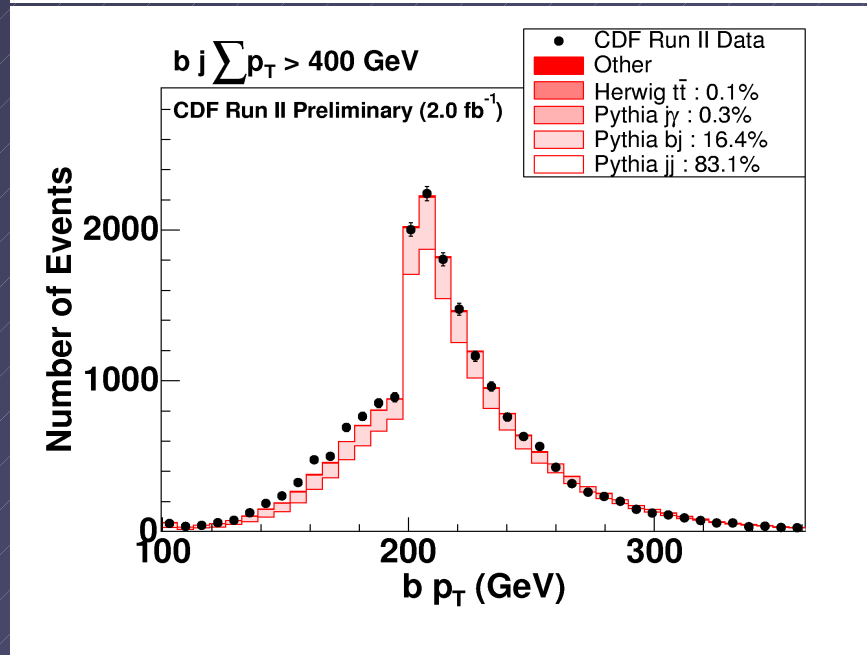 b j ∑p_T > 400 GeV
CDF Run II Preliminary (2.0 fb⁻¹)
CDF Run II Data
Other
Herwig tt̄ : 0.1%
Pythia jγ : 0.3%
Pythia bj : 16.4%
Pythia jj : 83.1%
Number of Events
2000
1000
0
100 200 300
b p_T (GeV)